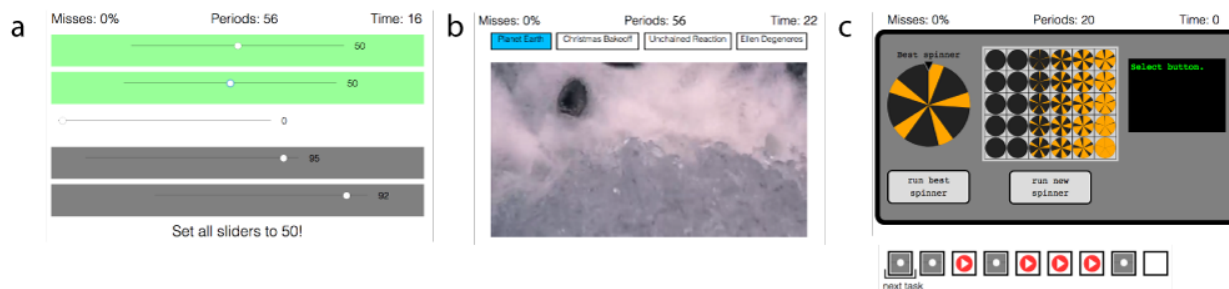 a
Misses: 0% Periods: 56 Time: 16
50
50
0
95
92
Set all sliders to 50!
b
Misses: 0% Periods: 56 Time: 22
Planet Earth Christmas Bakeoff Unchained Reaction Ellen Degeneres
c
Misses: 0% Periods: 20 Time: 0
Best spinner
Select button.
run best
spinner
run new
spinner
next task